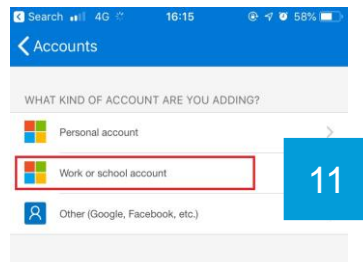 Search 4G 16:15 58%
Accounts
WHAT KIND OF ACCOUNT ARE YOU ADDING?
Personal account
Work or school account
11
Other (Google, Facebook, etc.)